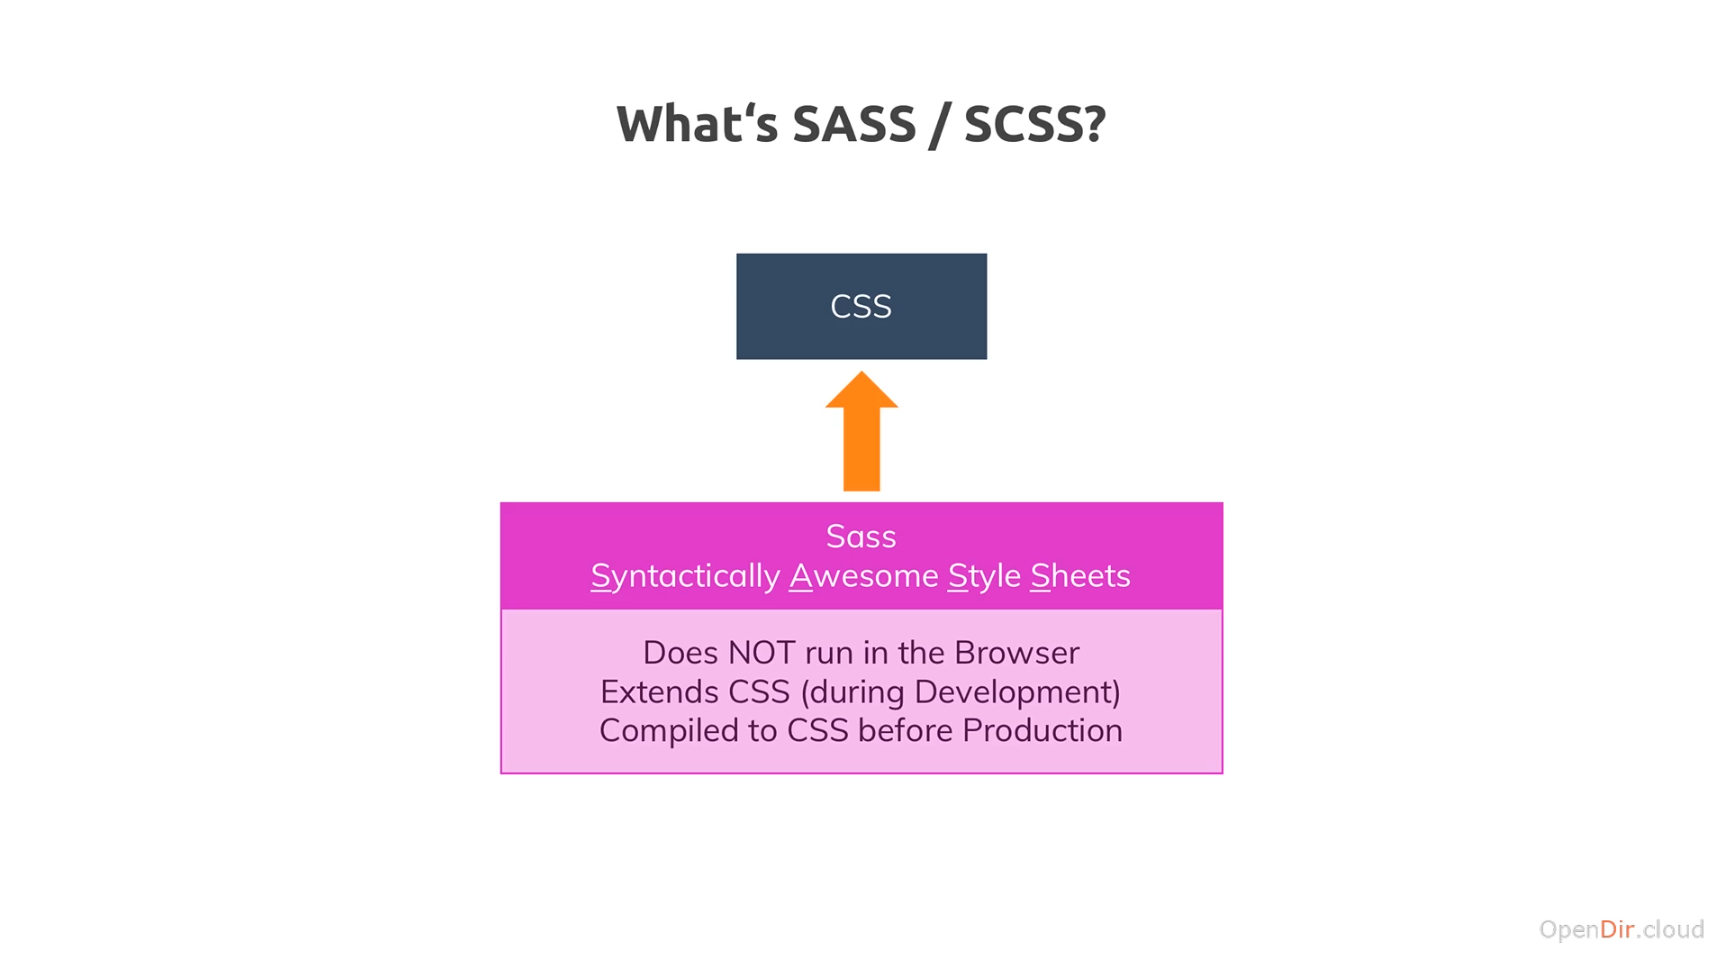 What‘s SASS / SCSS?
CSS
Sass
Syntactically Awesome Style Sheets
Does NOT run in the Browser
Extends CSS (during Development)
Compiled to CSS before Production
OpenDir.cloud